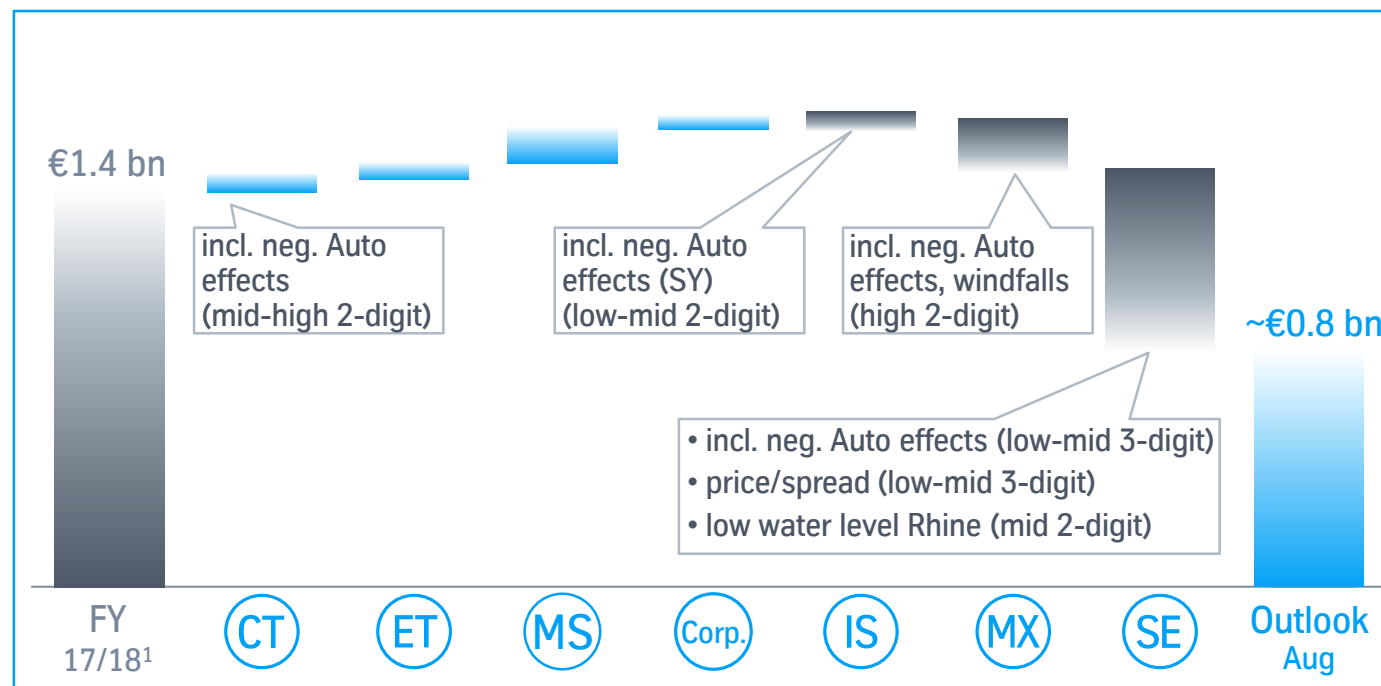 €1.4 bn
incl. neg. Auto
effects
(mid-high 2-digit)
incl. neg. Auto
effects (SY)
(low-mid 2-digit)
incl. neg. Auto
effects, windfalls
(high 2-digit)
~€0.8 bn
• incl. neg. Auto effects (low-mid 3-digit)
• price/spread (low-mid 3-digit)
• low water level Rhine (mid 2-digit)
FY
17/18¹
CT
ET
MS
Corp.
IS
MX
SE
Outlook
Aug